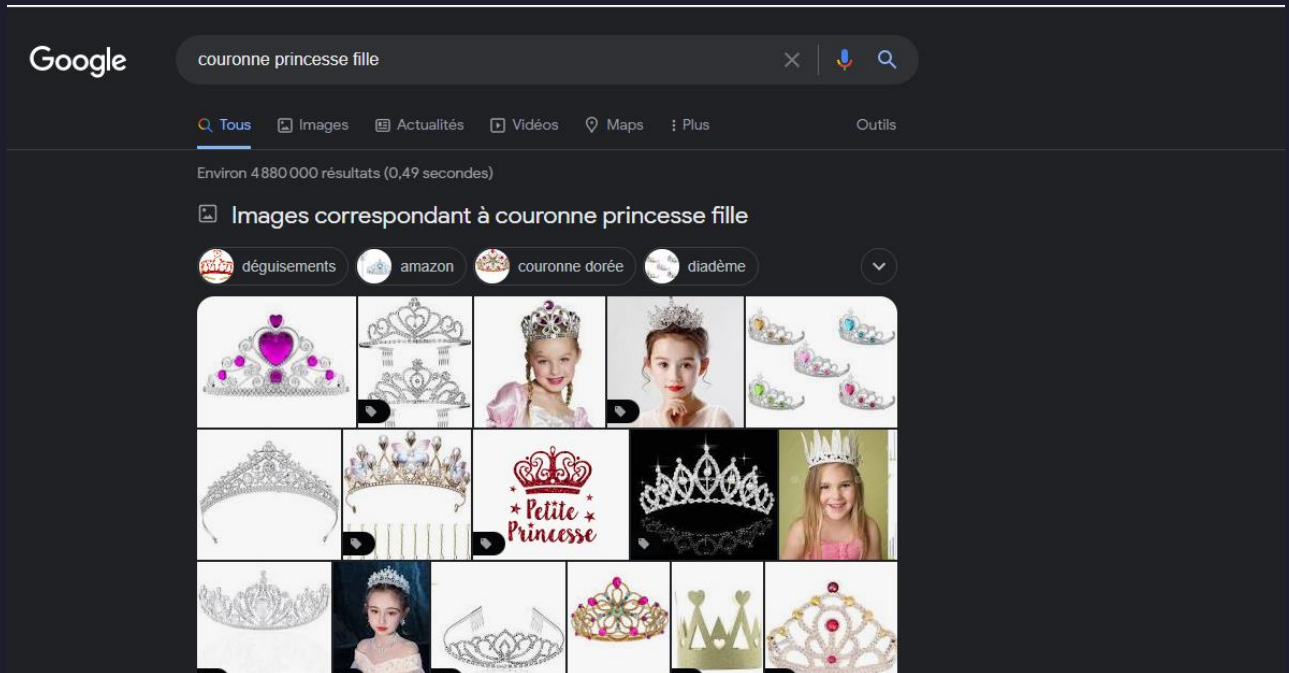 Google
couronne princesse fille
Tous Images Actualités Vidéos Maps Plus Outils
Environ 4 880 000 résultats (0,49 secondes)
Images correspondant à couronne princesse fille
déguisements amazon couronne dorée diadème
Petite
Princesse